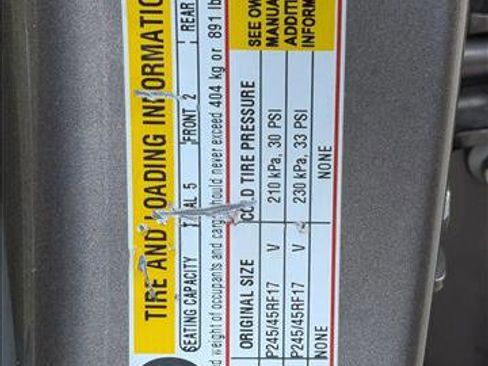 TIRE AND LOADING INFORMATIO
SEATING CAPACITY TOTAL 5 FRONT 2 REAR
d weight of occupants and cargo should never exceed 404 kg or 891 lb
ORIGINAL SIZE COLD TIRE PRESSURE SEE OW
MANUA
P245/45RF17 V 210 kPa, 30 PSI ADDITI
P245/45RF17 V 230 kPa, 33 PSI INFORM
NONE NONE